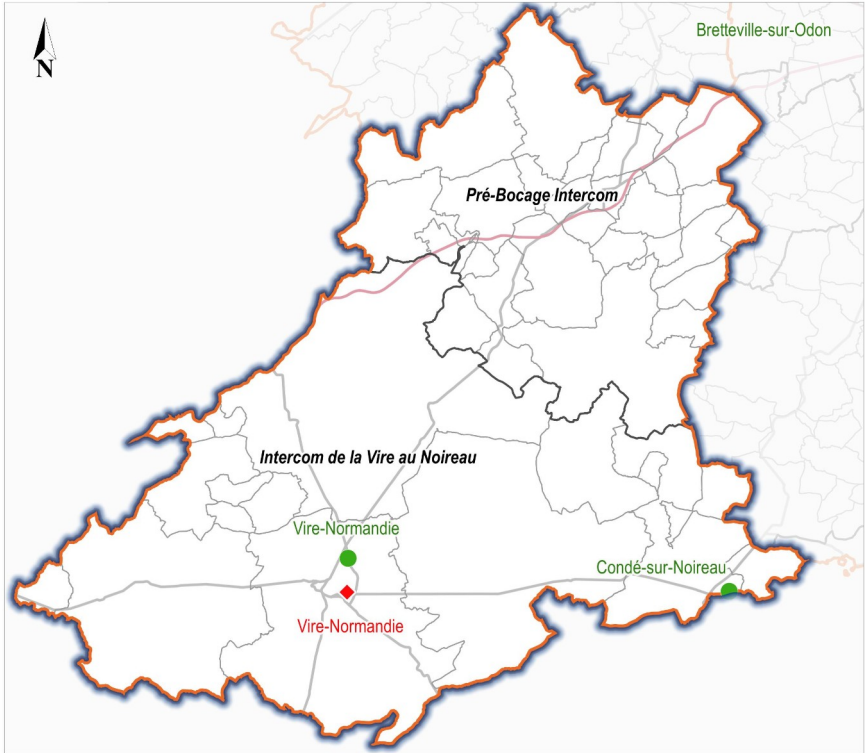 Bretteville-sur-Odon
N
Pré-Bocage Intercom
Intercom de la Vire au Noireau
Vire-Normandie
Condé-sur-Noireau
Vire-Normandie